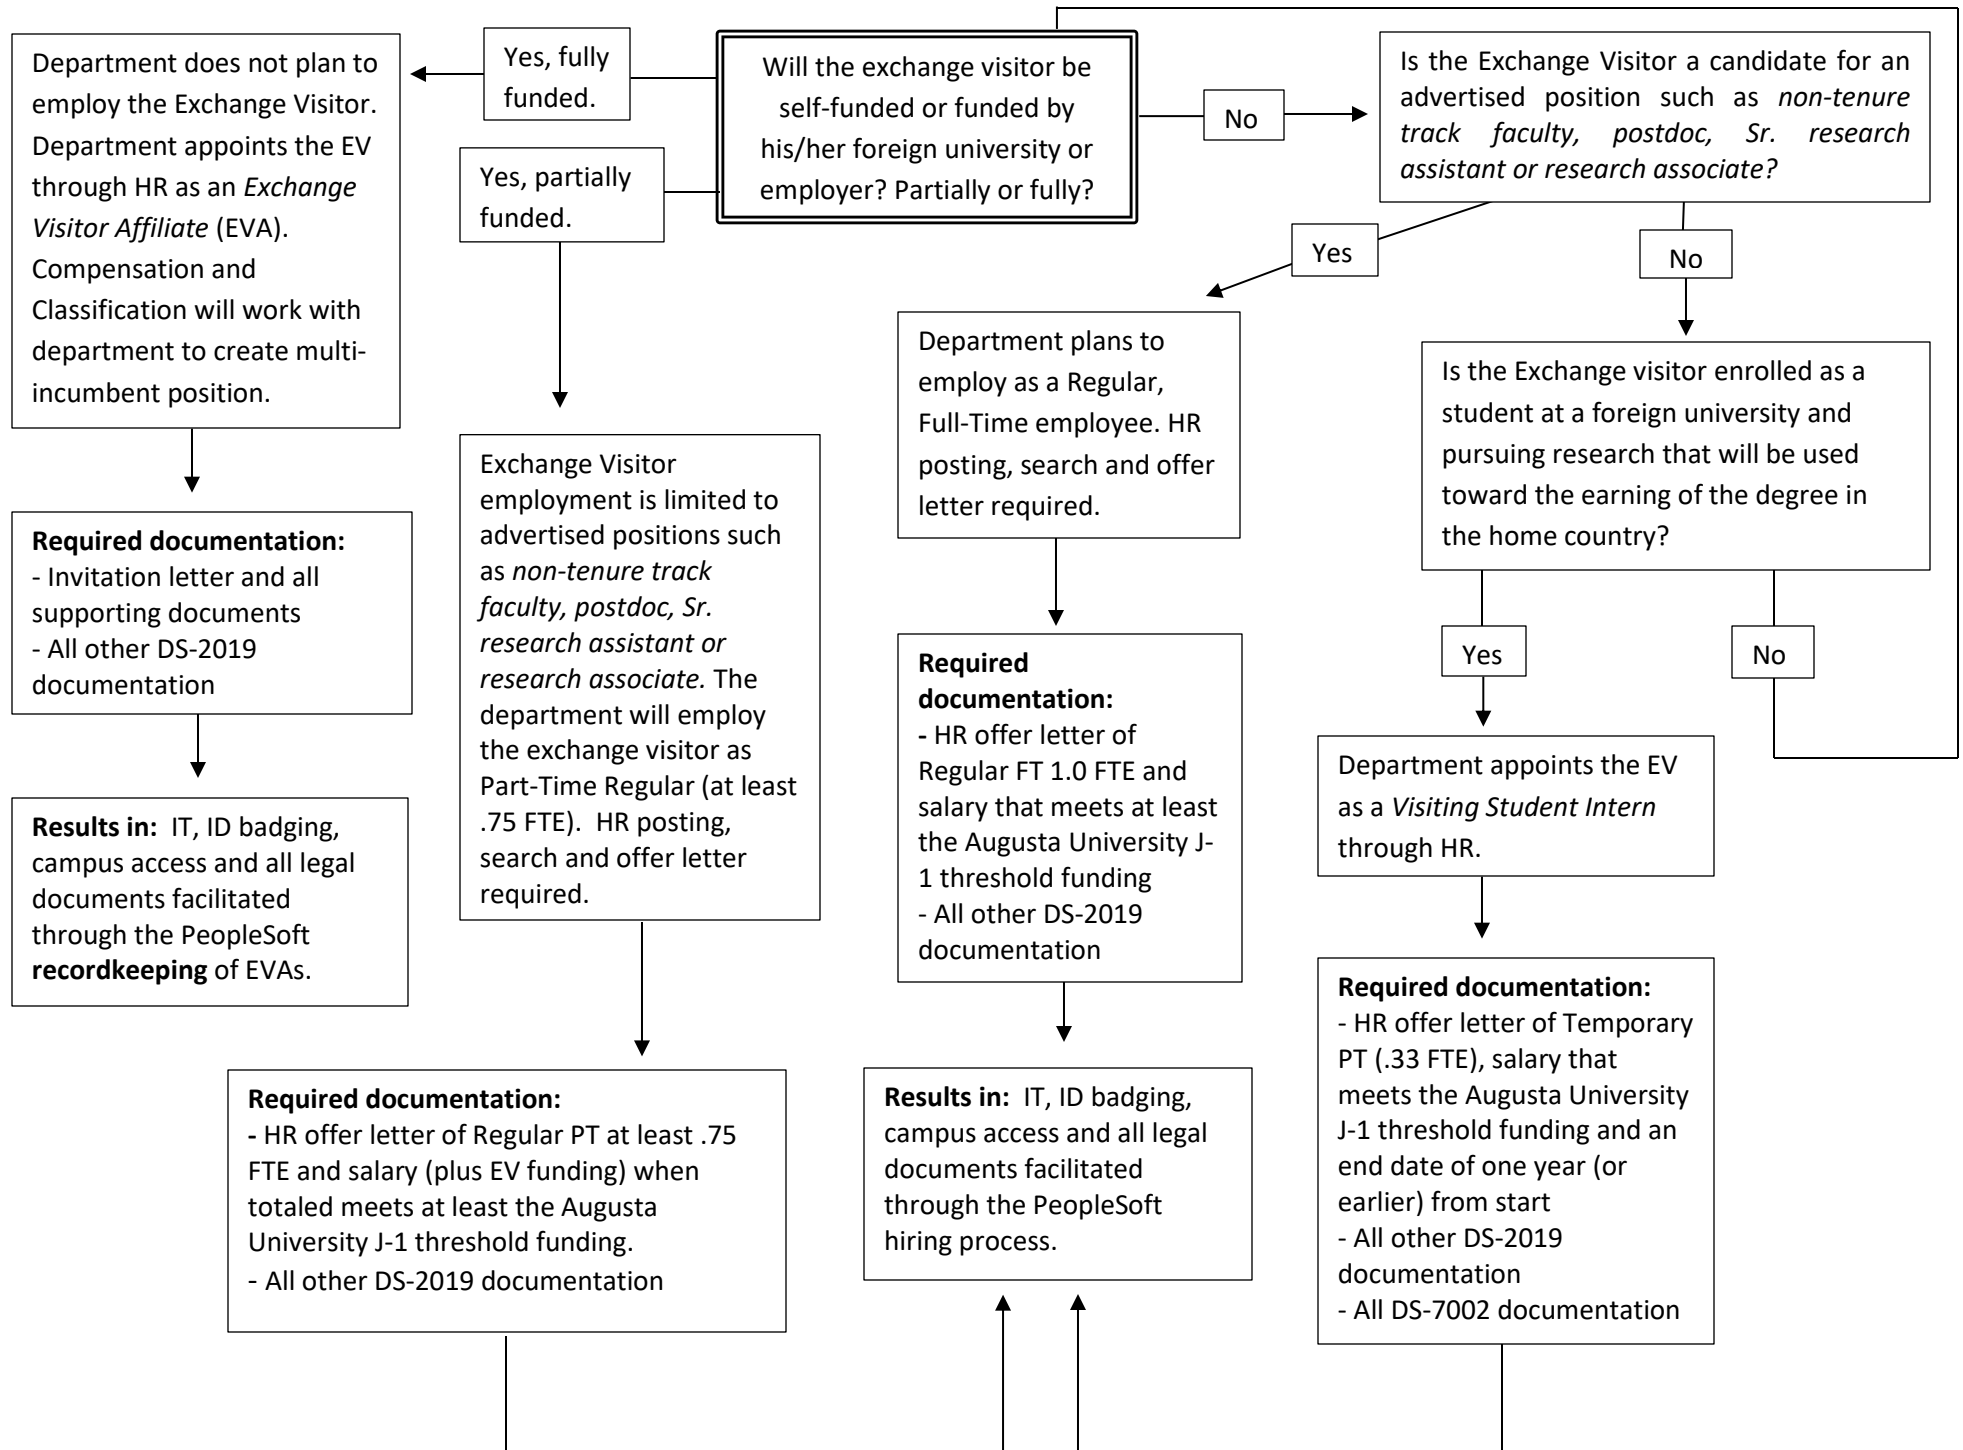 Will the exchange visitor be
self-funded or funded by
his/her foreign university or
employer? Partially or fully?
Yes, fully
funded.
Department does not plan to
employ the Exchange Visitor.
Department appoints the EV
through HR as an Exchange
Visitor Affiliate (EVA).
Compensation and
Classification will work with
department to create multi-
incumbent position.
Required documentation:
- Invitation letter and all
supporting documents
- All other DS-2019
documentation
Results in:  IT, ID badging,
campus access and all legal
documents facilitated
through the PeopleSoft
recordkeeping of EVAs.
Yes, partially
funded.
Exchange Visitor
employment is limited to
advertised positions such
as non-tenure track
faculty, postdoc, Sr.
research assistant or
research associate. The
department will employ
the exchange visitor as
Part-Time Regular (at least
.75 FTE).  HR posting,
search and offer letter
required.
Required documentation:
- HR offer letter of Regular PT at least .75
FTE and salary (plus EV funding) when
totaled meets at least the Augusta
University J-1 threshold funding.
- All other DS-2019 documentation
No
Is the Exchange Visitor a candidate for an
advertised position such as non-tenure
track faculty, postdoc, Sr. research
assistant or research associate?
Yes
Department plans to
employ as a Regular,
Full-Time employee. HR
posting, search and offer
letter required.
Required
documentation:
- HR offer letter of
Regular FT 1.0 FTE and
salary that meets at least
the Augusta University J-
1 threshold funding
- All other DS-2019
documentation
Results in:  IT, ID badging,
campus access and all legal
documents facilitated
through the PeopleSoft
hiring process.
No
Is the Exchange visitor enrolled as a
student at a foreign university and
pursuing research that will be used
toward the earning of the degree in
the home country?
Yes
No
Department appoints the EV
as a Visiting Student Intern
through HR.
Required documentation:
- HR offer letter of Temporary
PT (.33 FTE), salary that
meets the Augusta University
J-1 threshold funding and an
end date of one year (or
earlier) from start
- All other DS-2019
documentation
- All DS-7002 documentation